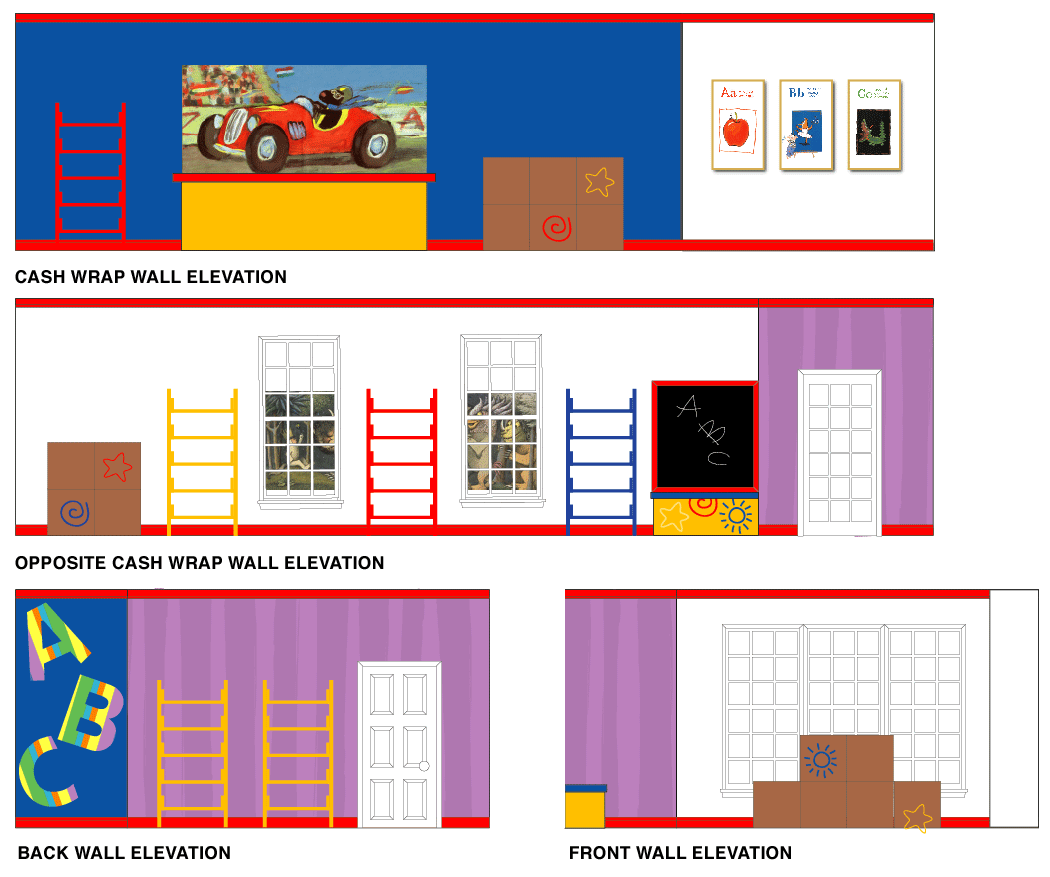 Aa
Bb
Cc
CASH WRAP WALL ELEVATION
A
B
C
OPPOSITE CASH WRAP WALL ELEVATION
A
B
C
BACK WALL ELEVATION
FRONT WALL ELEVATION